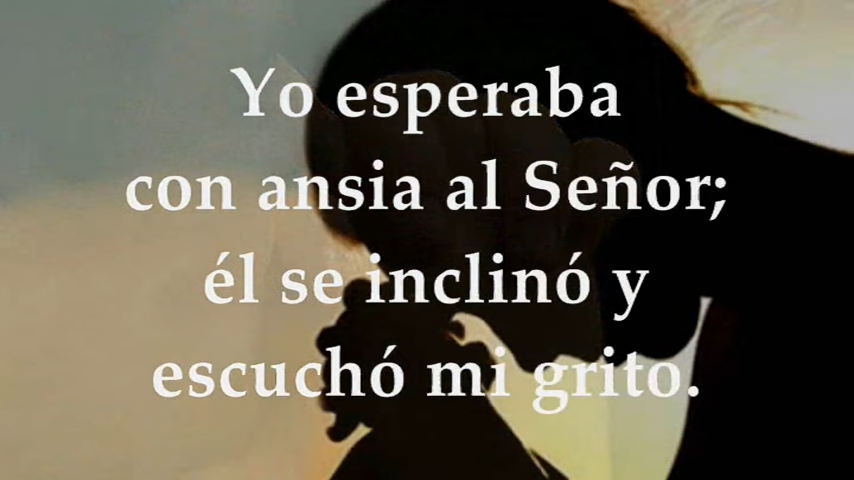 Yo esperaba
con ansia al Señor;
él se inclinó y
escuchó mi grito.